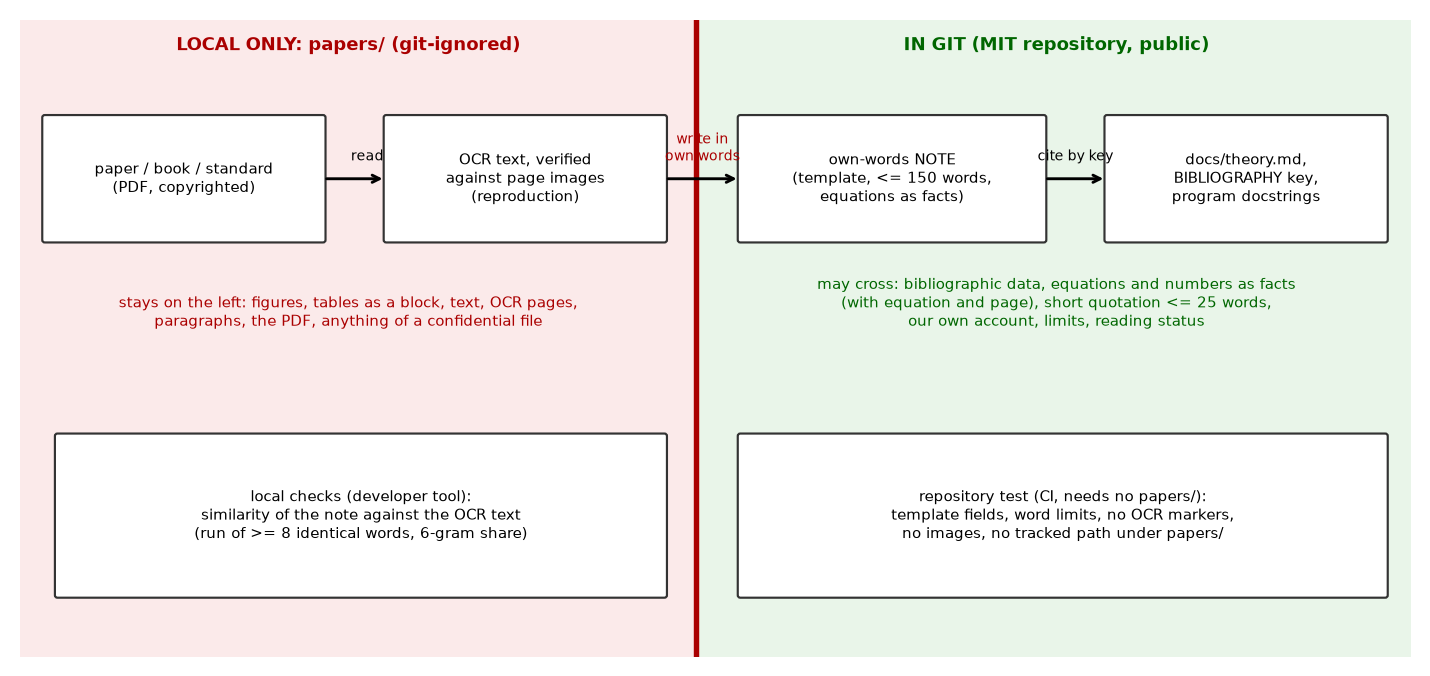 LOCAL ONLY: papers/ (git-ignored)
IN GIT (MIT repository, public)
paper / book / standard
(PDF, copyrighted)
read
OCR text, verified
against page images
(reproduction)
write in
own words
own-words NOTE
(template, <= 150 words,
equations as facts)
cite by key
docs/theory.md,
BIBLIOGRAPHY key,
program docstrings
stays on the left: figures, tables as a block, text, OCR pages,
paragraphs, the PDF, anything of a confidential file
may cross: bibliographic data, equations and numbers as facts
(with equation and page), short quotation <= 25 words,
our own account, limits, reading status
local checks (developer tool):
similarity of the note against the OCR text
(run of >= 8 identical words, 6-gram share)
repository test (CI, needs no papers/):
template fields, word limits, no OCR markers,
no images, no tracked path under papers/